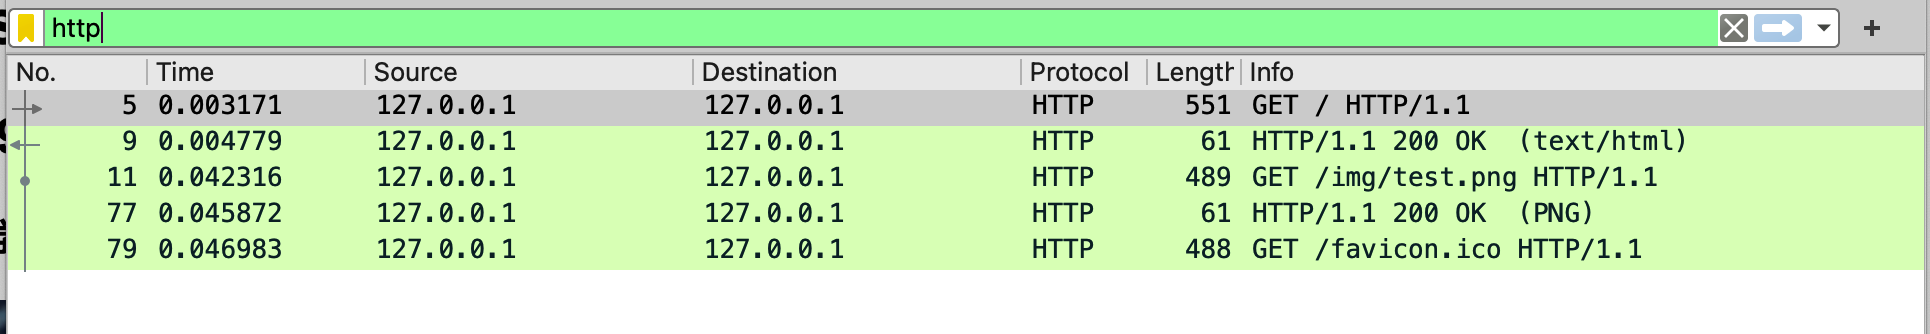 http
No. Time Source Destination Protocol Length Info
5 0.003171 127.0.0.1 127.0.0.1 HTTP 551 GET / HTTP/1.1
9 0.004779 127.0.0.1 127.0.0.1 HTTP 61 HTTP/1.1 200 OK (text/html)
11 0.042316 127.0.0.1 127.0.0.1 HTTP 489 GET /img/test.png HTTP/1.1
77 0.045872 127.0.0.1 127.0.0.1 HTTP 61 HTTP/1.1 200 OK (PNG)
79 0.046983 127.0.0.1 127.0.0.1 HTTP 488 GET /favicon.ico HTTP/1.1